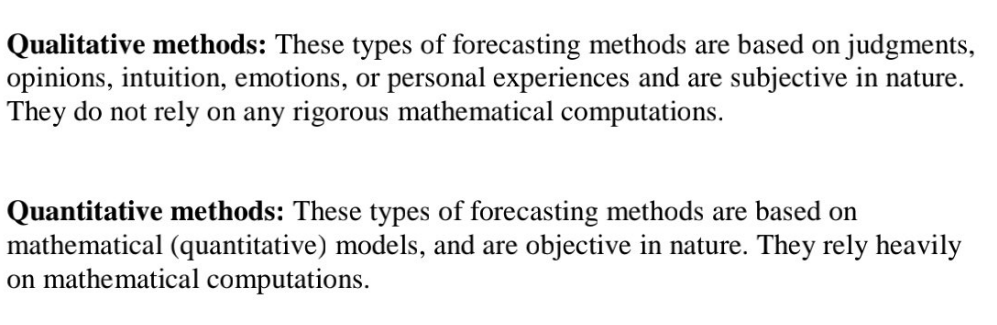 Qualitative methods: These types of forecasting methods are based on judgments,
opinions, intuition, emotions, or personal experiences and are subjective in nature.
They do not rely on any rigorous mathematical computations.
Quantitative methods: These types of forecasting methods are based on
mathematical (quantitative) models, and are objective in nature. They rely heavily
on mathematical computations.